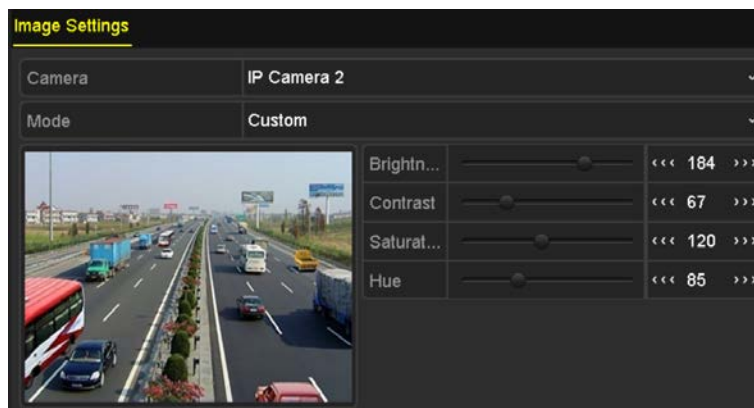 Image Settings
Camera IP Camera 2
Mode Custom
Brightn... ‹‹‹ 184 ›››
Contrast ‹‹‹ 67 ›››
Saturat... ‹‹‹ 120 ›››
Hue ‹‹‹ 85 ›››